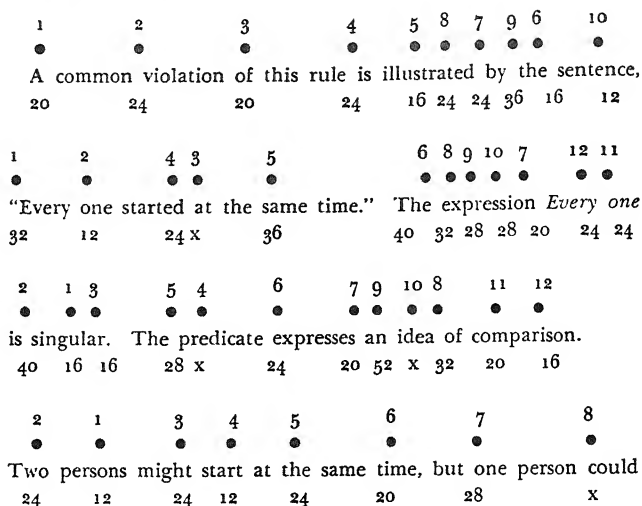 1 2 3 4 5 8 7 9 6 10
A common violation of this rule is illustrated by the sentence,
20 24 20 24 16 24 24 36 16 12
1 2 4 3 5 6 8 9 10 7 12 11
"Every one started at the same time." The expression Every one
32 12 24 x 36 40 32 28 28 20 24 24
2 1 3 5 4 6 7 9 10 8 11 12
is singular. The predicate expresses an idea of comparison.
40 16 16 28 x 24 20 52 x 32 20 16
2 1 3 4 5 6 7 8
Two persons might start at the same time, but one person could
24 12 24 12 24 20 28 x